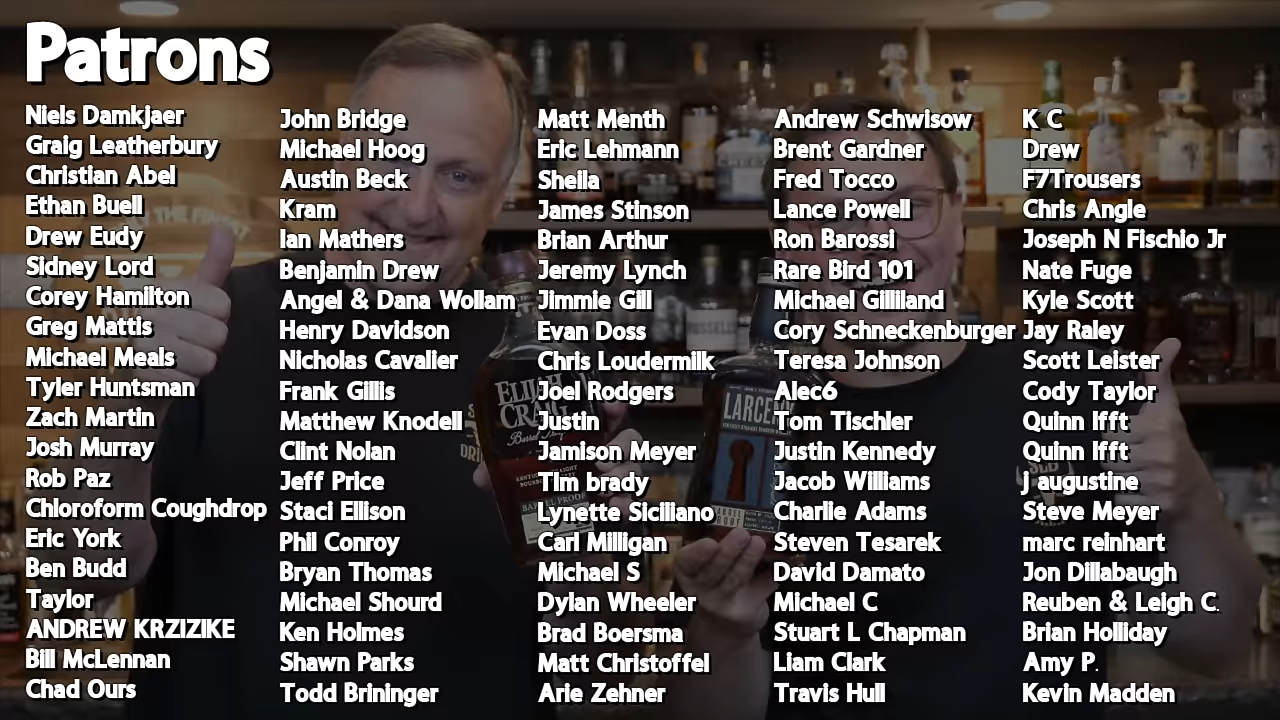 Patrons
Niels Damkjaer
Graig Leatherbury
Christian Abel
Ethan Buell
Drew Eudy
Sidney Lord
Corey Hamilton
Greg Mattis
Michael Meals
Tyler Huntsman
Zach Martin
Josh Murray
Rob Paz
Chloroform Coughdrop
Eric York
Ben Budd
Taylor
ANDREW KRZIZIKE
Bill McLennan
Chad Ours
John Bridge
Michael Hoog
Austin Beck
Kram
Ian Mathers
Benjamin Drew
Angel & Dana Wollam
Henry Davidson
Nicholas Cavalier
Frank Gillis
Matthew Knodell
Clint Nolan
Jeff Price
Staci Ellison
Phil Conroy
Bryan Thomas
Michael Shourd
Ken Holmes
Shawn Parks
Todd Brininger
Matt Menth
Eric Lehmann
Sheila
James Stinson
Brian Arthur
Jeremy Lynch
Jimmie Gill
Evan Doss
Chris Loudermilk
Joel Rodgers
Justin
Jamison Meyer
Tim brady
Lynette Siciliano
Carl Milligan
Michael S
Dylan Wheeler
Brad Boersma
Matt Christoffel
Arie Zehner
Andrew Schwisow
Brent Gardner
Fred Tocco
Lance Powell
Ron Barossi
Rare Bird 101
Michael Gilliland
Cory Schneckenburger
Teresa Johnson
Alec6
Tom Tischler
Justin Kennedy
Jacob Williams
Charlie Adams
Steven Tesarek
David Damato
Michael C
Stuart L Chapman
Liam Clark
Travis Hull
K C
Drew
F7Trousers
Chris Angle
Joseph N Fischio Jr
Nate Fuge
Kyle Scott
Jay Raley
Scott Leister
Cody Taylor
Quinn Ifft
Quinn Ifft
j augustine
Steve Meyer
marc reinhart
Jon Dillabaugh
Reuben & Leigh C.
Brian Holliday
Amy P.
Kevin Madden
ELIJAH
CRAIG
BARREL PROOF
LARCENY